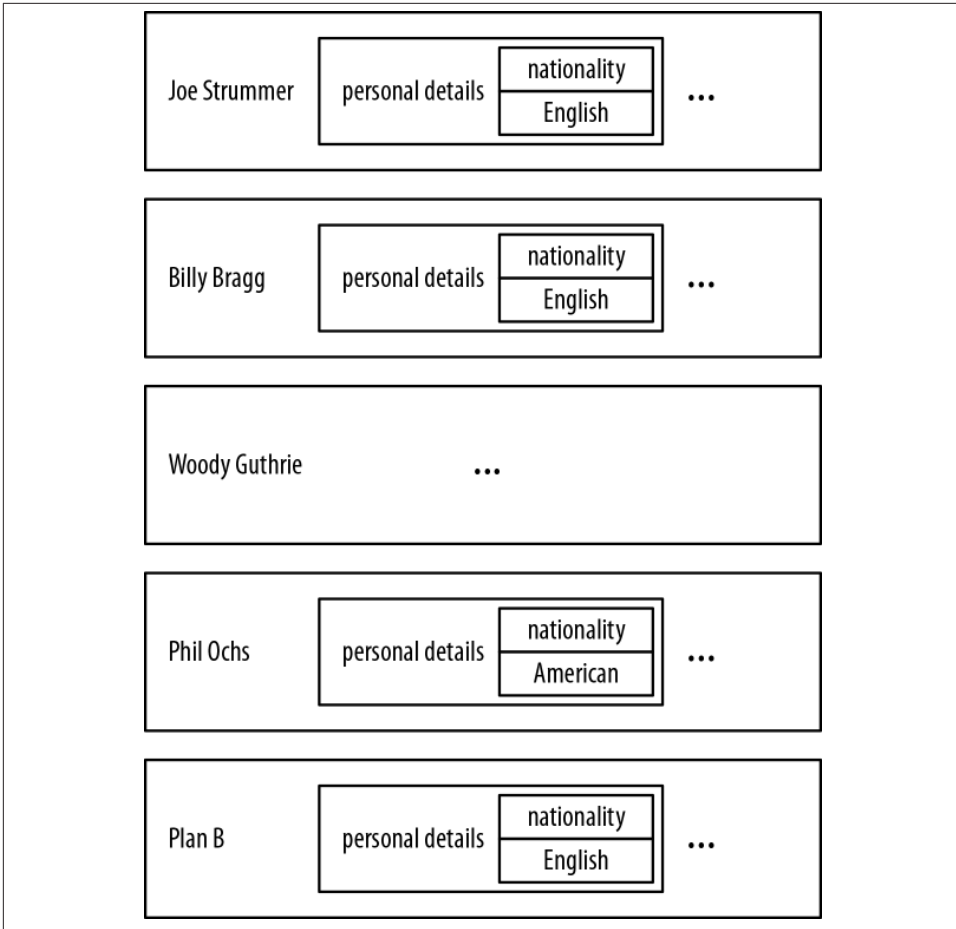 Joe Strummer personal details nationality English ...
Billy Bragg personal details nationality English ...
Woody Guthrie ...
Phil Ochs personal details nationality American ...
Plan B personal details nationality English ...